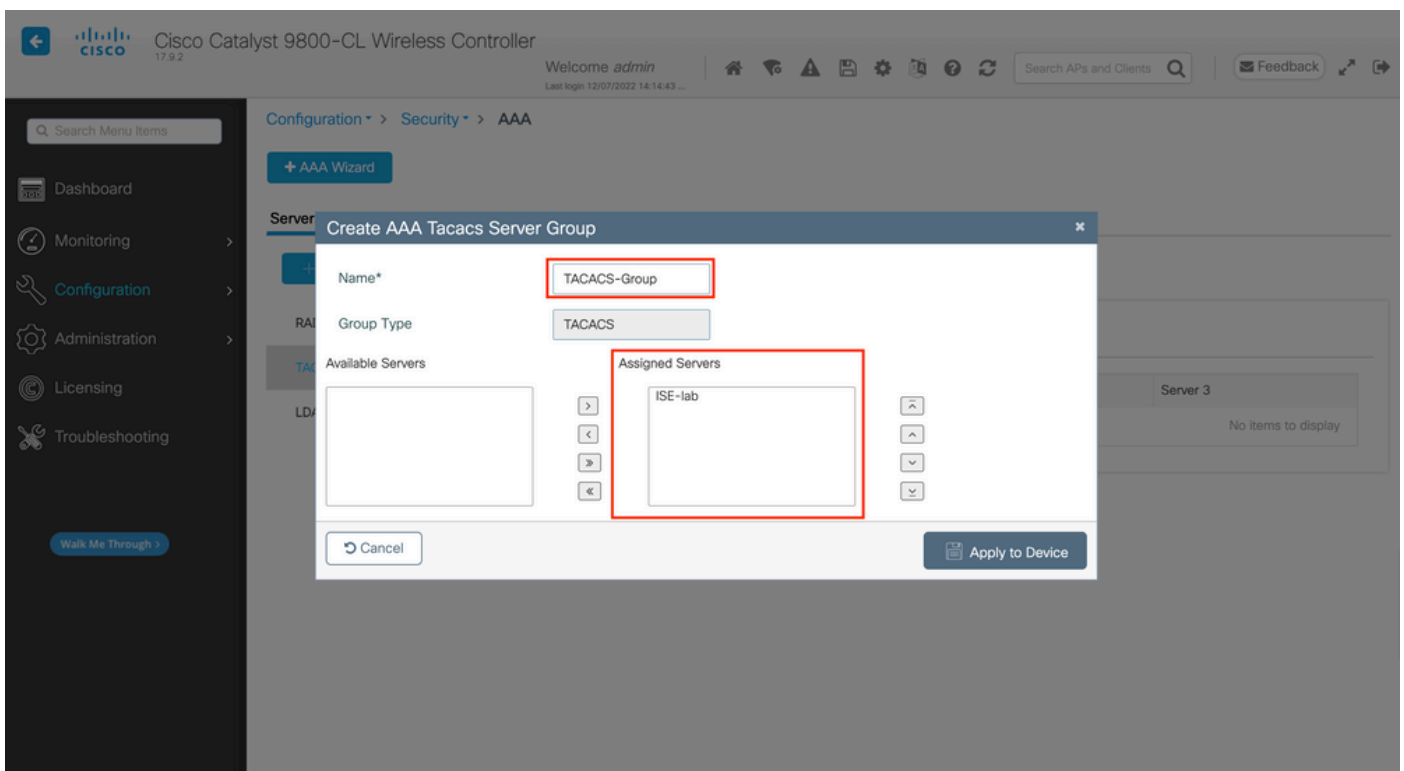 CISCO
Cisco Catalyst 9800-CL Wireless Controller
17.9.2
Welcome admin
Last login 12/07/2022 14:14:43 ...
Search APs and Clients
Feedback
Search Menu Items
Dashboard
Monitoring
Configuration
Administration
Licensing
Troubleshooting
Walk Me Through >
Configuration > Security > AAA
+ AAA Wizard
Server
RAI
TAC
LDA
Create AAA Tacacs Server Group
Name*
TACACS-Group
Group Type
TACACS
Available Servers
Assigned Servers
ISE-lab
Cancel
Apply to Device
Server 3
No items to display